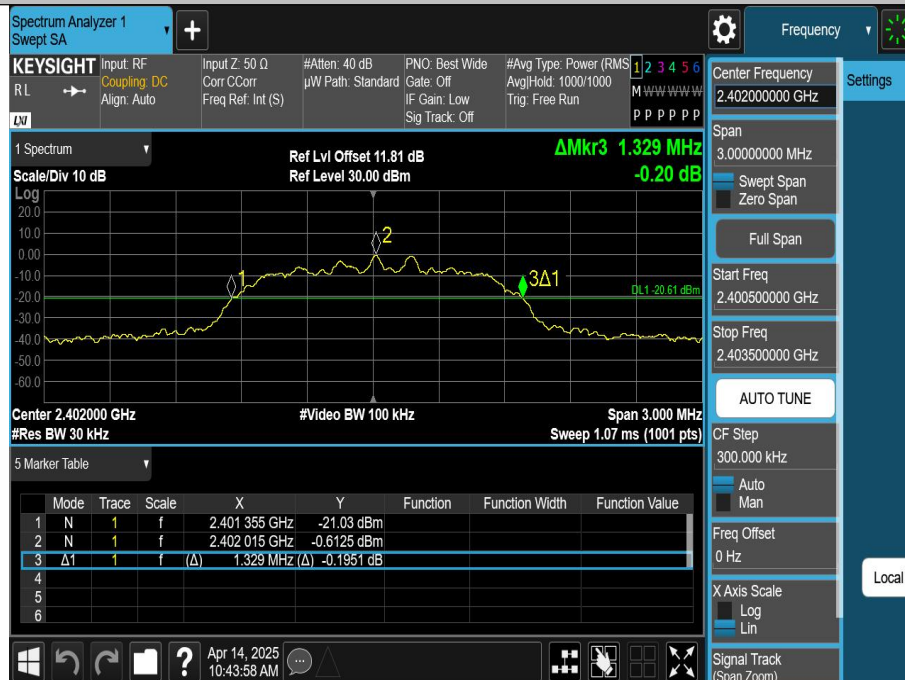 Spectrum Analyzer 1
Swept SA
Frequency
KEYSIGHT
RL
LXI
Input: RF
Coupling: DC
Align: Auto
Input Z: 50 Ω
Corr CCorr
Freq Ref: Int (S)
#Atten: 40 dB
µW Path: Standard
PNO: Best Wide
Gate: Off
IF Gain: Low
Sig Track: Off
#Avg Type: Power (RMS
Avg|Hold: 1000/1000
Trig: Free Run
1 2 3 4 5 6
M W W W W W
P P P P P P
1 Spectrum
Scale/Div 10 dB
Ref Lvl Offset 11.81 dB
Ref Level 30.00 dBm
ΔMkr3 1.329 MHz
-0.20 dB
Log
20.0
10.0
0.00
-10.0
-20.0
-30.0
-40.0
-50.0
-60.0
1
2
3Δ1
DL1 -20.61 dBm
Center 2.402000 GHz
#Video BW 100 kHz
Span 3.000 MHz
#Res BW 30 kHz
Sweep 1.07 ms (1001 pts)
5 Marker Table
Mode Trace Scale X Y Function Function Width Function Value
1 N 1 f 2.401 355 GHz -21.03 dBm
2 N 1 f 2.402 015 GHz -0.6125 dBm
3 Δ1 1 f (Δ) 1.329 MHz (Δ) -0.1951 dB
4
5
6
Apr 14, 2025
10:43:58 AM
Center Frequency
2.402000000 GHz
Settings
Span
3.00000000 MHz
Swept Span
Zero Span
Full Span
Start Freq
2.400500000 GHz
Stop Freq
2.403500000 GHz
AUTO TUNE
CF Step
300.000 kHz
Auto
Man
Freq Offset
0 Hz
Local
X Axis Scale
Log
Lin
Signal Track
(Span Zoom)